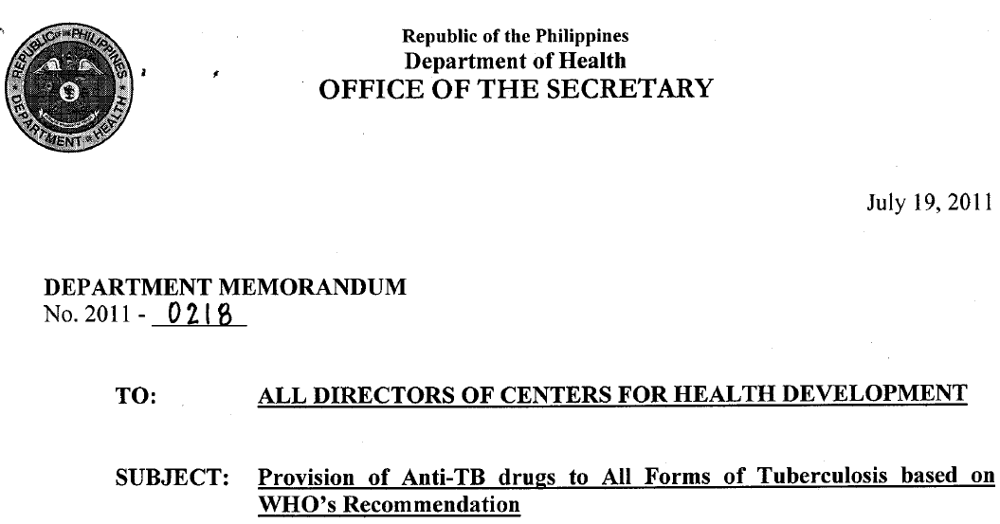 REPUBLIC OF THE PHILIPPINES
DEPARTMENT OF HEALTH
Republic of the Philippines
Department of Health
OFFICE OF THE SECRETARY
July 19, 2011
DEPARTMENT MEMORANDUM
No. 2011 - 0218
TO: ALL DIRECTORS OF CENTERS FOR HEALTH DEVELOPMENT
SUBJECT: Provision of Anti-TB drugs to All Forms of Tuberculosis based on
WHO's Recommendation